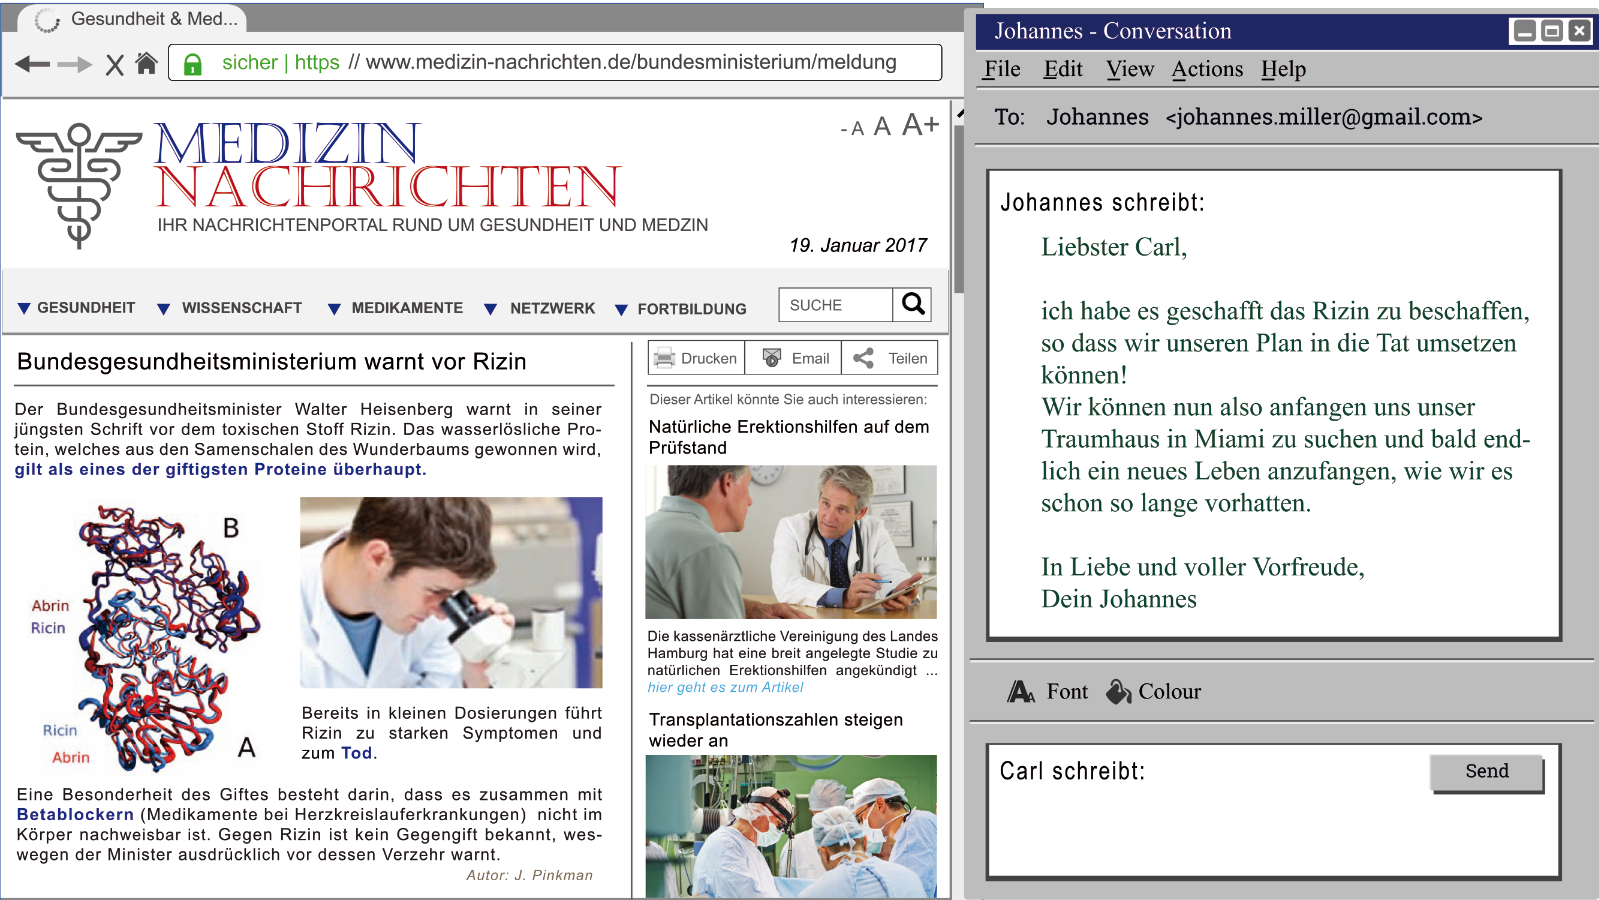 Gesundheit & Med...
sicher | https // www.medizin-nachrichten.de/bundesministerium/meldung
MEDIZIN
NACHRICHTEN
IHR NACHRICHTENPORTAL RUND UM GESUNDHEIT UND MEDZIN
- A A A+
19. Januar 2017
GESUNDHEIT WISSENSCHAFT MEDIKAMENTE NETZWERK FORTBILDUNG
SUCHE
Bundesgesundheitsministerium warnt vor Rizin
Der Bundesgesundheitsminister Walter Heisenberg warnt in seiner
jüngsten Schrift vor dem toxischen Stoff Rizin. Das wasserlösliche Pro-
tein, welches aus den Samenschalen des Wunderbaums gewonnen wird,
gilt als eines der giftigsten Proteine überhaupt.
B
Abrin
Ricin
Ricin
Abrin
A
Bereits in kleinen Dosierungen führt
Rizin zu starken Symptomen und
zum Tod.
Eine Besonderheit des Giftes besteht darin, dass es zusammen mit
Betablockern (Medikamente bei Herzkreislauferkrankungen) nicht im
Körper nachweisbar ist. Gegen Rizin ist kein Gegengift bekannt, wes-
wegen der Minister ausdrücklich vor dessen Verzehr warnt.
Autor: J. Pinkman
Drucken Email Teilen
Dieser Artikel könnte Sie auch interessieren:
Natürliche Erektionshilfen auf dem
Prüfstand
Die kassenärztliche Vereinigung des Landes
Hamburg hat eine breit angelegte Studie zu
natürlichen Erektionshilfen angekündigt ...
hier geht es zum Artikel
Transplantationszahlen steigen
wieder an
Johannes - Conversation
File Edit View Actions Help
To: Johannes <johannes.miller@gmail.com>
Johannes schreibt:
Liebster Carl,
ich habe es geschafft das Rizin zu beschaffen,
so dass wir unseren Plan in die Tat umsetzen
können!
Wir können nun also anfangen uns unser
Traumhaus in Miami zu suchen und bald end-
lich ein neues Leben anzufangen, wie wir es
schon so lange vorhatten.
In Liebe und voller Vorfreude,
Dein Johannes
Font Colour
Carl schreibt:
Send